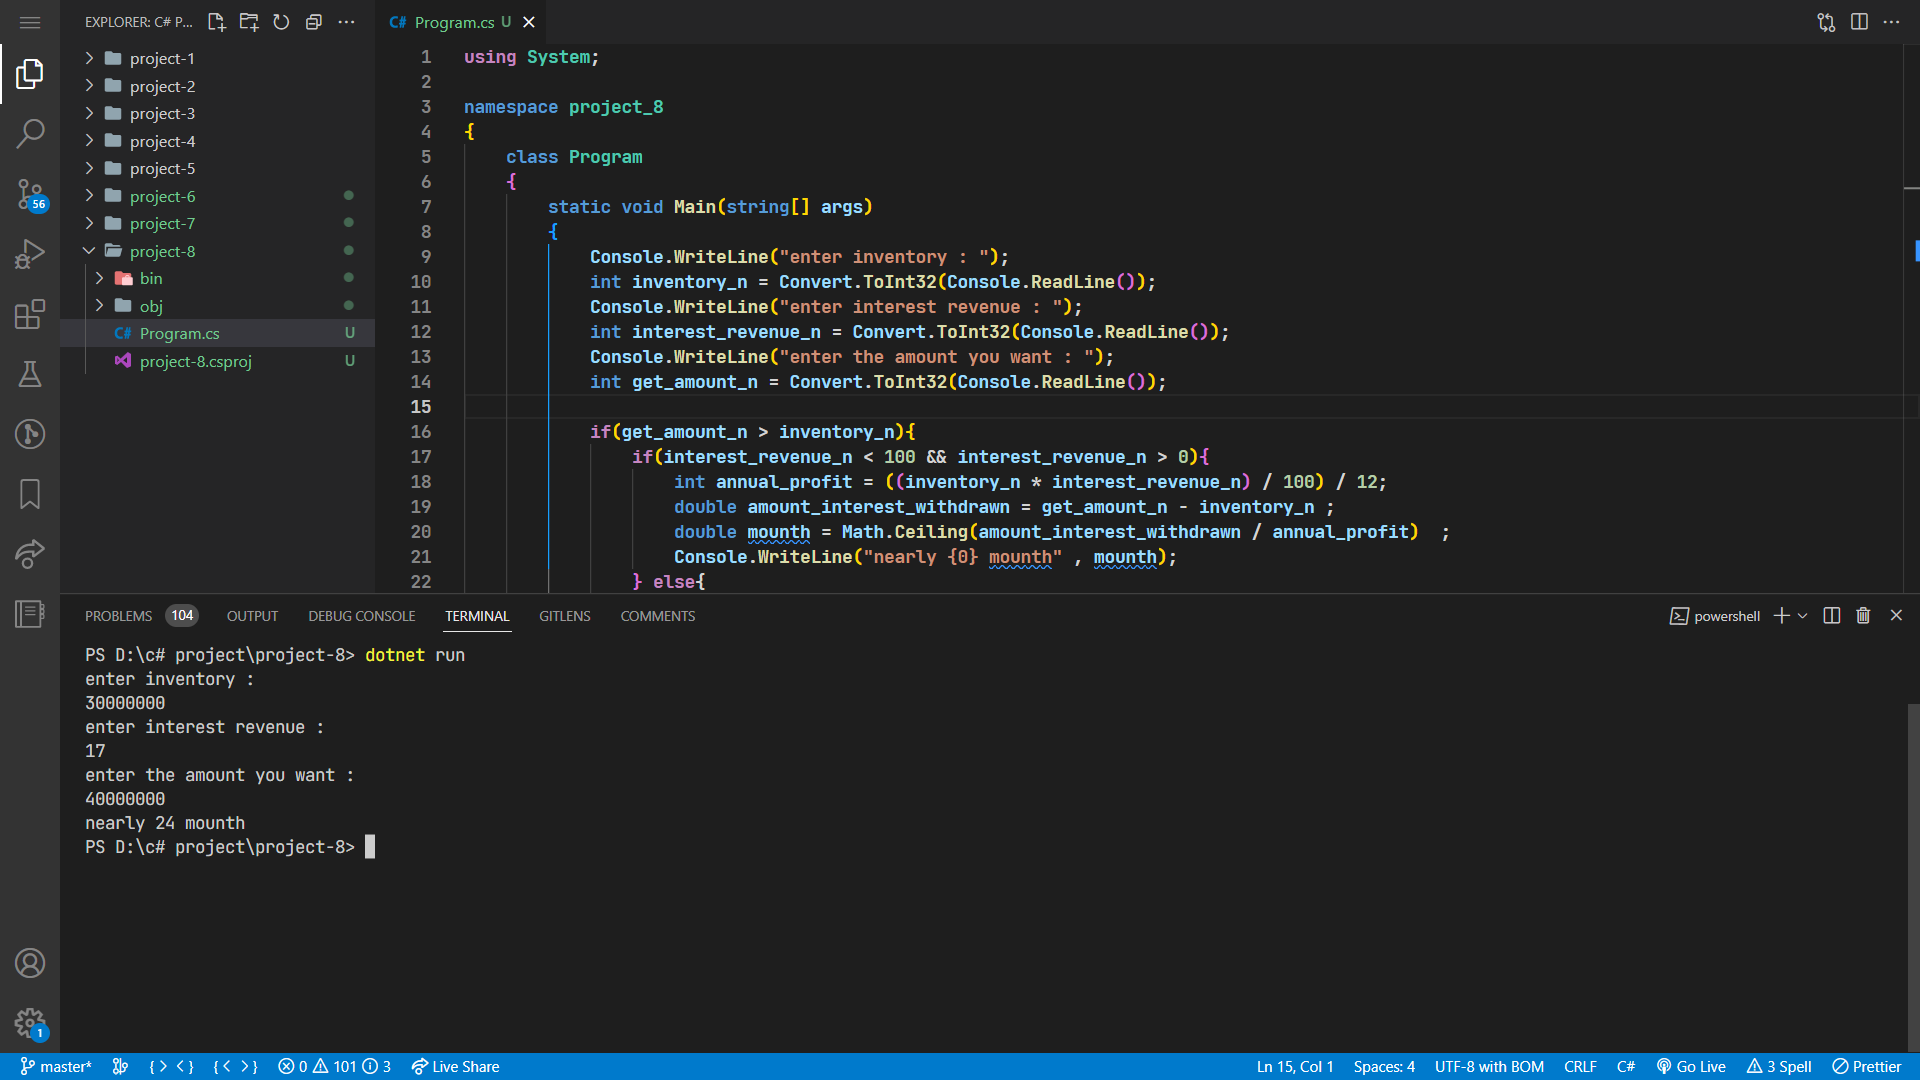 EXPLORER: C# P...
project-1
project-2
project-3
project-4
project-5
project-6
project-7
project-8
bin
obj
C# Program.cs U
project-8.csproj U
56
1
C# Program.cs U
1 using System;
2
3 namespace project_8
4 {
5 class Program
6 {
7 static void Main(string[] args)
8 {
9 Console.WriteLine("enter inventory : ");
10 int inventory_n = Convert.ToInt32(Console.ReadLine());
11 Console.WriteLine("enter interest revenue : ");
12 int interest_revenue_n = Convert.ToInt32(Console.ReadLine());
13 Console.WriteLine("enter the amount you want : ");
14 int get_amount_n = Convert.ToInt32(Console.ReadLine());
15
16 if(get_amount_n > inventory_n){
17 if(interest_revenue_n < 100 && interest_revenue_n > 0){
18 int annual_profit = ((inventory_n * interest_revenue_n) / 100) / 12;
19 double amount_interest_withdrawn = get_amount_n - inventory_n ;
20 double mounth = Math.Ceiling(amount_interest_withdrawn / annual_profit)  ;
21 Console.WriteLine("nearly {0} mounth" , mounth);
22 } else{
PROBLEMS 104 OUTPUT DEBUG CONSOLE TERMINAL GITLENS COMMENTS powershell
PS D:\c# project\project-8> dotnet run
enter inventory :
30000000
enter interest revenue :
17
enter the amount you want :
40000000
nearly 24 mounth
PS D:\c# project\project-8>
master* {> <} {< >} 0 101 3 Live Share Ln 15, Col 1 Spaces: 4 UTF-8 with BOM CRLF C# Go Live 3 Spell Prettier